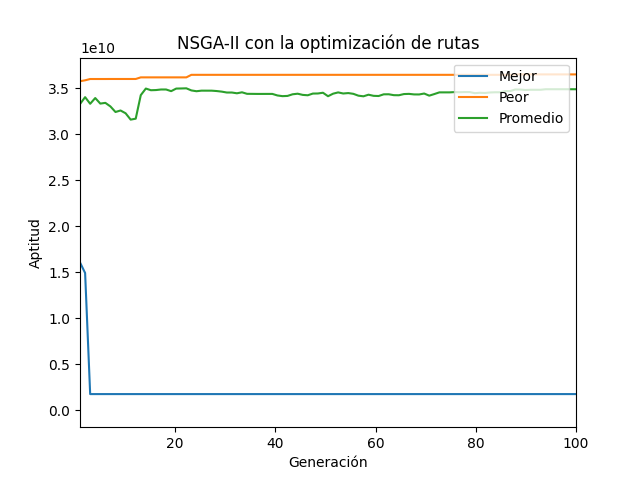 NSGA-II con la optimización de rutas
1e10
3.5
3.0
2.5
2.0
1.5
1.0
0.5
0.0
Aptitud
Mejor
Peor
Promedio
20
40
60
80
100
Generación